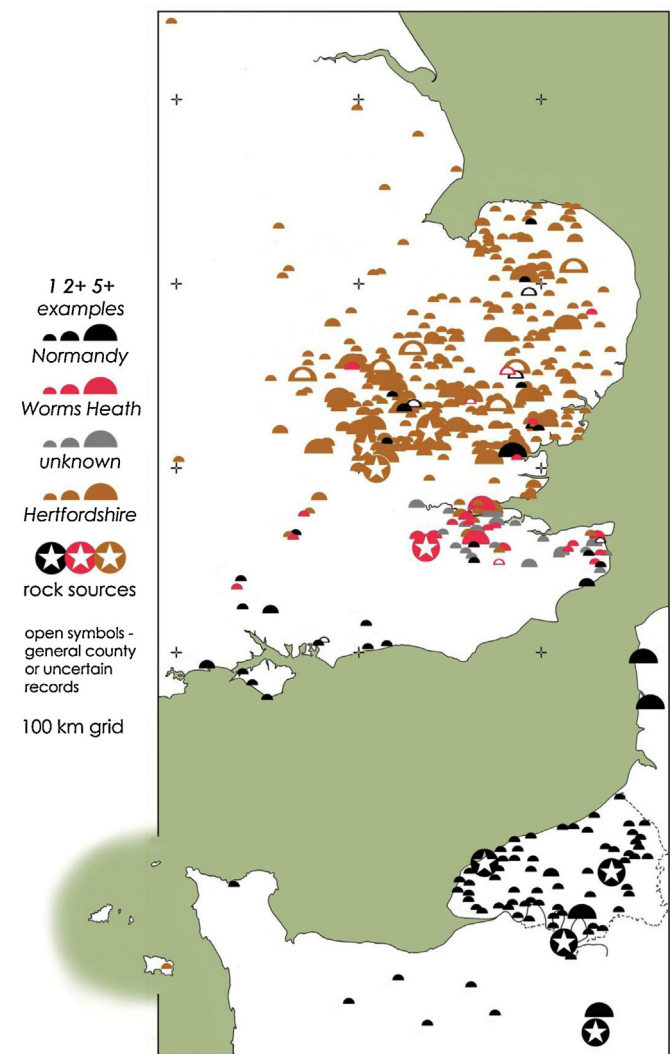 1 2+ 5+
examples
Normandy
Worms Heath
unknown
Hertfordshire
rock sources
open symbols -
general county
or uncertain
records
100 km grid